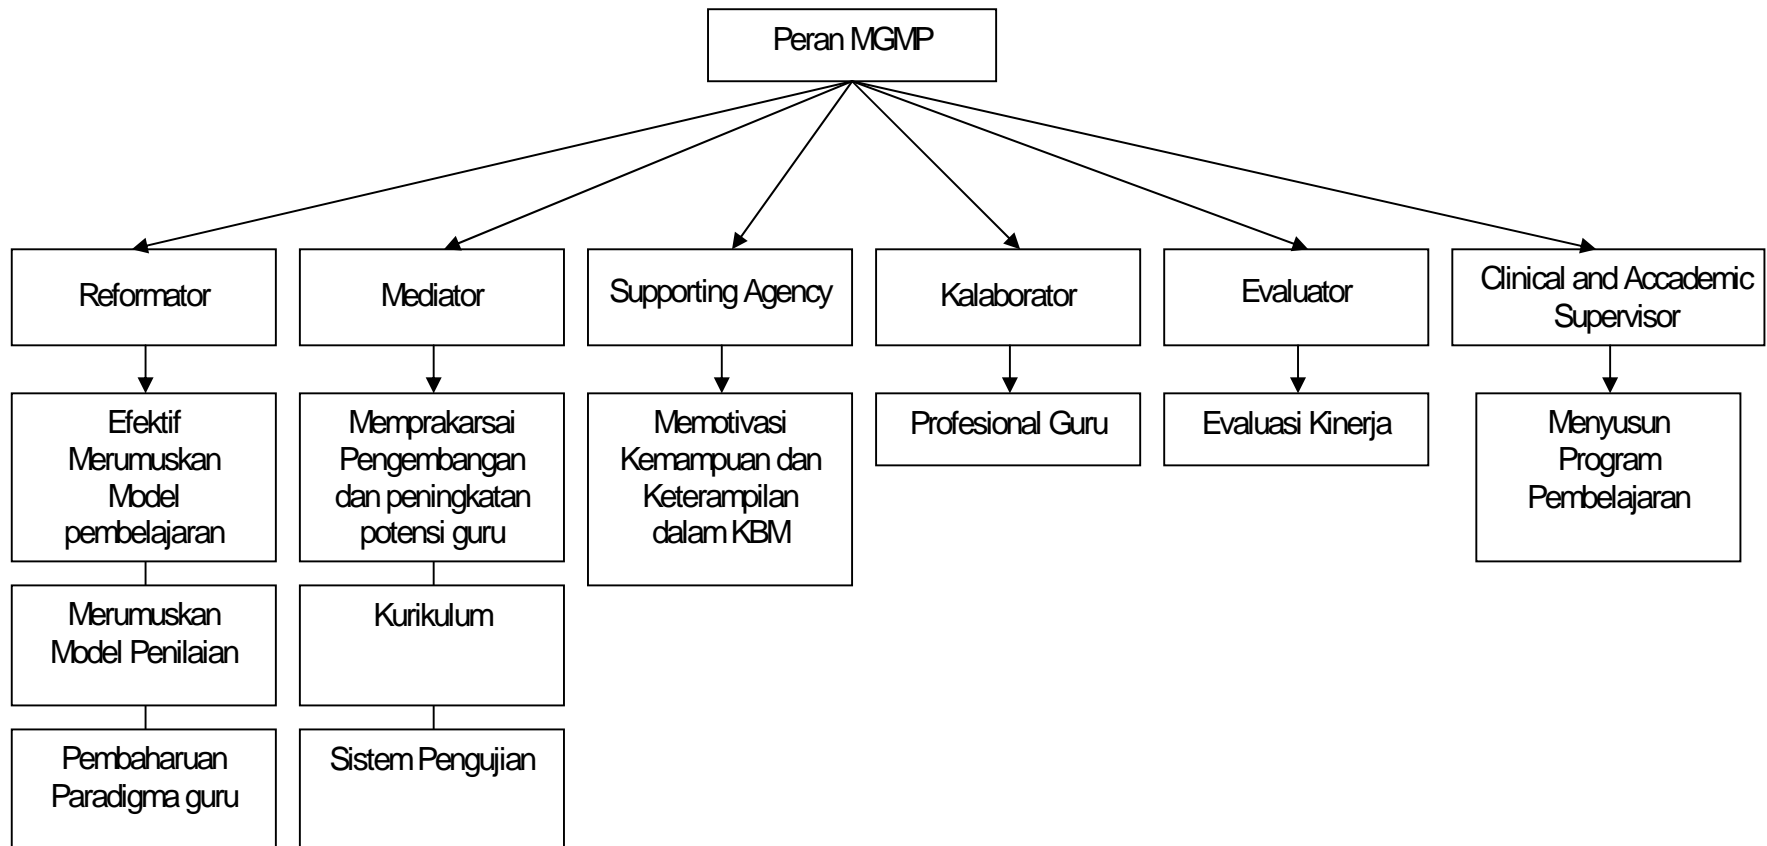 Peran MGMP
Reformator
Mediator
Supporting Agency
Kalaborator
Evaluator
Clinical and Accademic
Supervisor
Efektif
Merumuskan
Model
pembelajaran
Memprakarsai
Pengembangan
dan peningkatan
potensi guru
Memotivasi
Kemampuan dan
Keterampilan
dalam KBM
Profesional Guru
Evaluasi Kinerja
Menyusun
Program
Pembelajaran
Merumuskan
Model Penilaian
Kurikulum
Pembaharuan
Paradigma guru
Sistem Pengujian